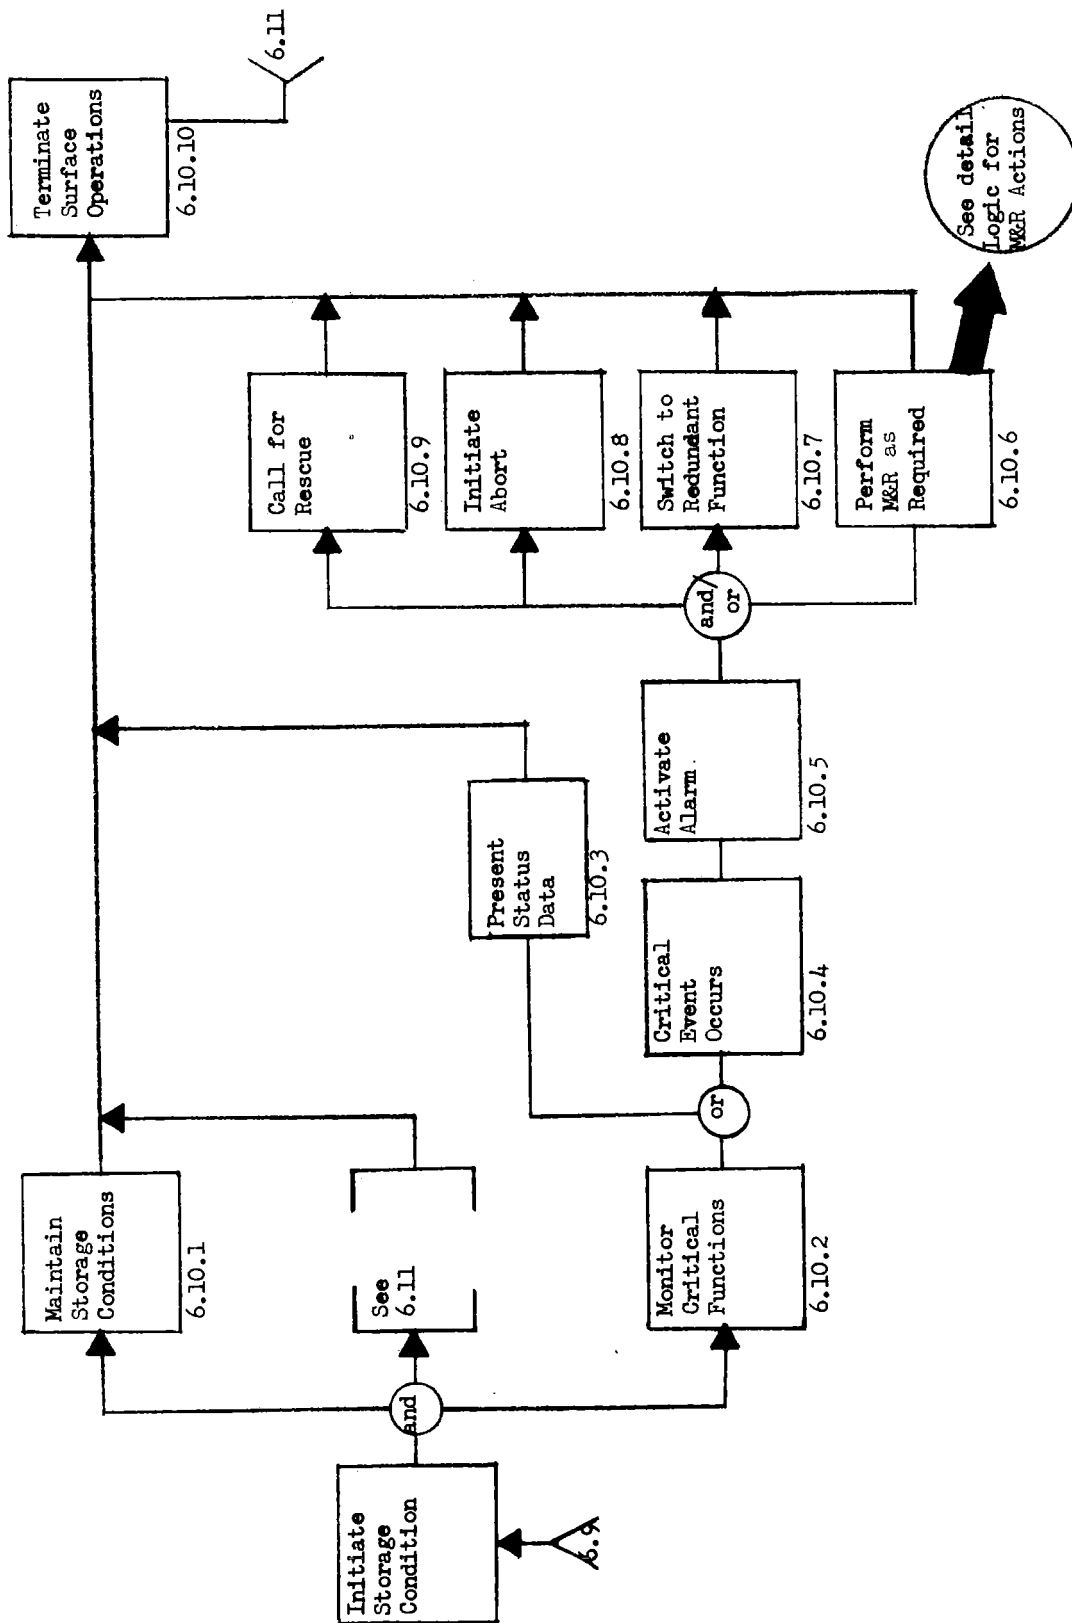 6.9
Initiate
Storage
Condition
and
Maintain
Storage
Conditions
6.10.1
See
6.11
Monitor
Critical
Functions
6.10.2
or
Present
Status
Data
6.10.3
Critical
Event
Occurs
6.10.4
Activate
Alarm
6.10.5
and/
or
Call for
Rescue
6.10.9
Initiate
Abort
6.10.8
Switch to
Redundant
Function
6.10.7
Perform
M&R as
Required
6.10.6
See detail
Logic for
M&R Actions
Terminate
Surface
Operations
6.10.10
6.11